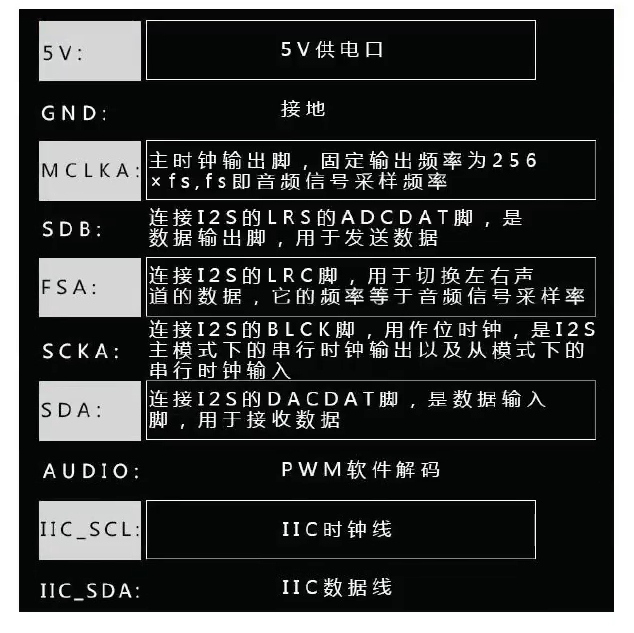 5V:
5V供电口
GND:
接地
MCLKA:
主时钟输出脚，固定输出频率为256
×fs,fs即音频信号采样频率
SDB:
连接I2S的LRS的ADCDAT脚，是
数据输出脚，用于发送数据
FSA:
连接I2S的LRC脚，用于切换左右声
道的数据，它的频率等于音频信号采样率
SCKA:
连接I2S的BLCK脚，用作位时钟，是I2S
主模式下的串行时钟输出以及从模式下的
串行时钟输入
SDA:
连接I2S的DACDAT脚，是数据输入
脚，用于接收数据
AUDIO:
PWM软件解码
IIC_SCL:
IIC时钟线
IIC_SDA:
IIC数据线